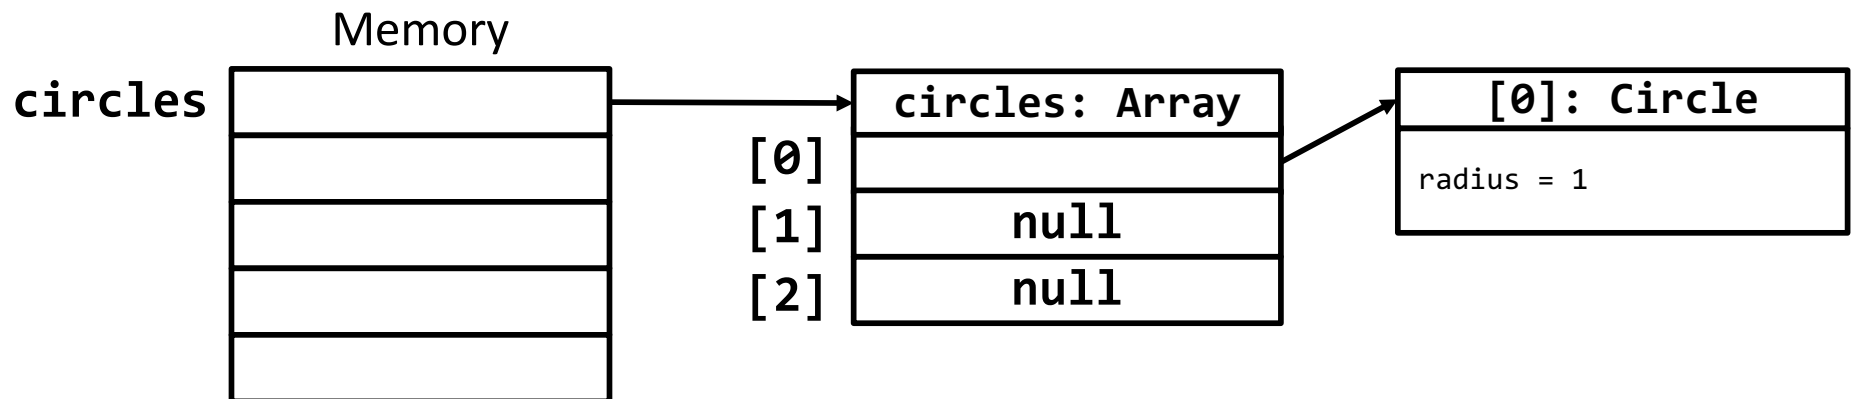 Memory
circles
circles: Array
[0]
[1] null
[2] null
[0]: Circle
radius = 1